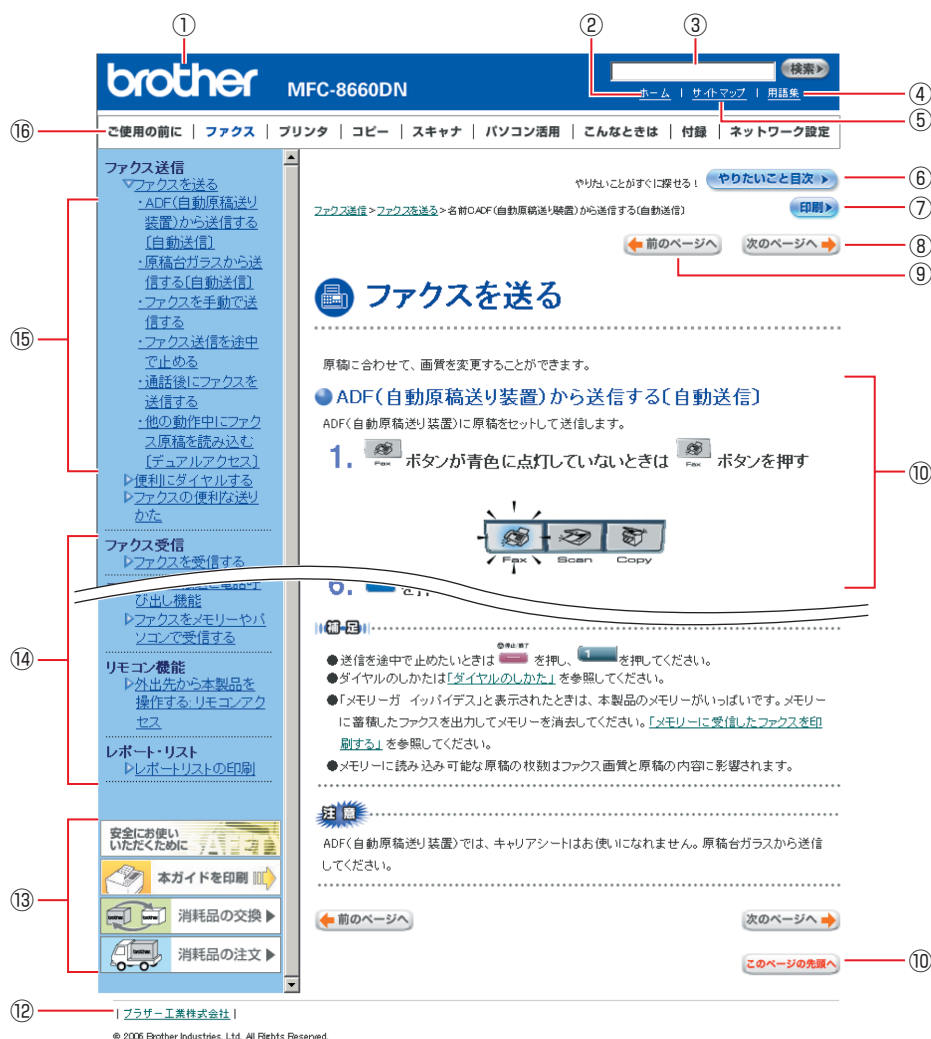 ① ② ③
brother MFC-8660DN 検索
ホーム | サイトマップ | 用語集 ④
⑤
⑯ ご使用の前に | ファクス | プリンタ | コピー | スキャナ | パソコン活用 | こんなときは | 付録 | ネットワーク設定
ファクス送信
▽ファクスを送る
・ADF(自動原稿送り
装置)から送信する
[自動送信]
・原稿台ガラスから送
信する[自動送信]
・ファクスを手動で送
信する
・ファクス送信を途中
で止める
・通話後にファクスを
送信する
・他の動作中にファク
ス原稿を読み込む
[デュアルアクセス]
▷便利にダイヤルする
▷ファクスの便利な送り
かた
⑮
ファクス受信
▷ファクスを受信する
び出し機能
▷ファクスをメモリーやパ
ソコンで受信する
⑭
リモコン機能
▷外出先から本製品を
操作する:リモコンアク
セス
レポート・リスト
▷レポートリストの印刷
安全にお使い
いただくために SAFETY
本ガイドを印刷
⑬
消耗品の交換
消耗品の注文
やりたいことがすぐに探せる! やりたいこと目次 ⑥
ファクス送信>ファクスを送る>名前のADF(自動原稿送り装置)から送信する(自動送信) 印刷 ⑦
前のページへ 次のページへ ⑧
⑨
ファクスを送る
原稿に合わせて、画質を変更することができます。
ADF(自動原稿送り装置)から送信する[自動送信]
ADF(自動原稿送り装置)に原稿をセットして送信します。
1. Fax ボタンが青色に点灯していないときは Fax ボタンを押す
⑩
Fax Scan Copy
6.
補足
●送信を途中で止めたいときは 停止/終了 を押し、 1 を押してください。
●ダイヤルのしかたは「ダイヤルのしかた」を参照してください。
●「メモリーガ イッパイデス」と表示されたときは、本製品のメモリーがいっぱいです。メモリー
に蓄積したファクスを出力してメモリーを消去してください。「メモリーに受信したファクスを印
刷する」を参照してください。
●メモリーに読み込み可能な原稿の枚数はファクス画質と原稿の内容に影響されます。
注意
ADF(自動原稿送り装置)では、キャリアシートはお使いになれません。原稿台ガラスから送信
してください。
前のページへ 次のページへ
このページの先頭へ ⑩
⑫ | ブラザー工業株式会社 |
© 2006 Brother Industries, Ltd. All Rights Reserved.